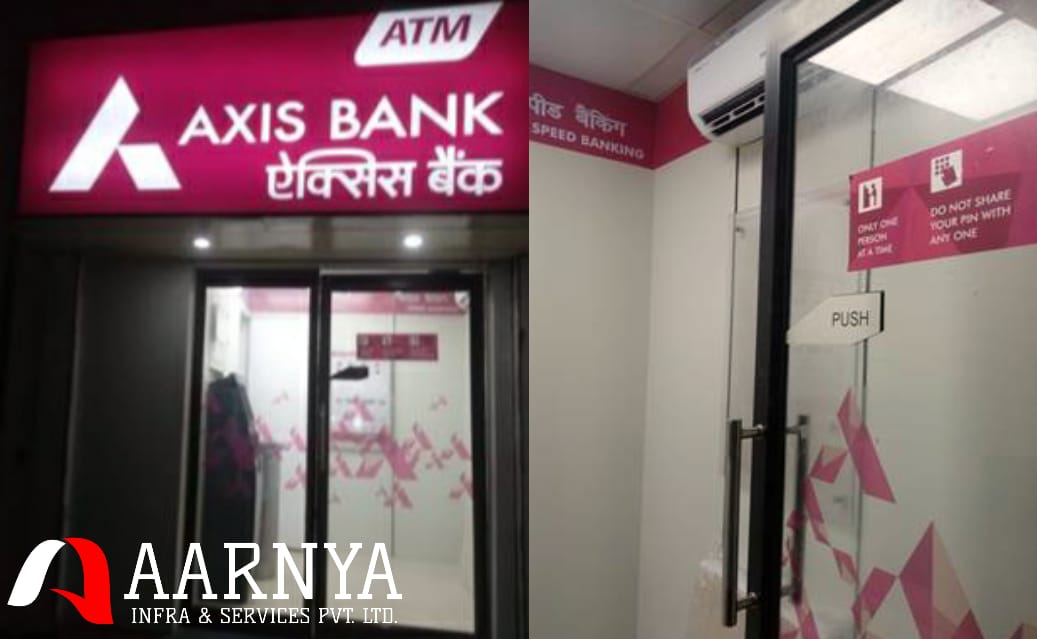 ATM
AXIS BANK
ऐक्सिस बैंक
AARNYA
INFRA & SERVICES PVT. LTD.
बैंकिंग
SPEED BANKING
ONLY ONE
PERSON
AT A TIME
DO NOT SHARE
YOUR PIN WITH
ANY ONE
PUSH